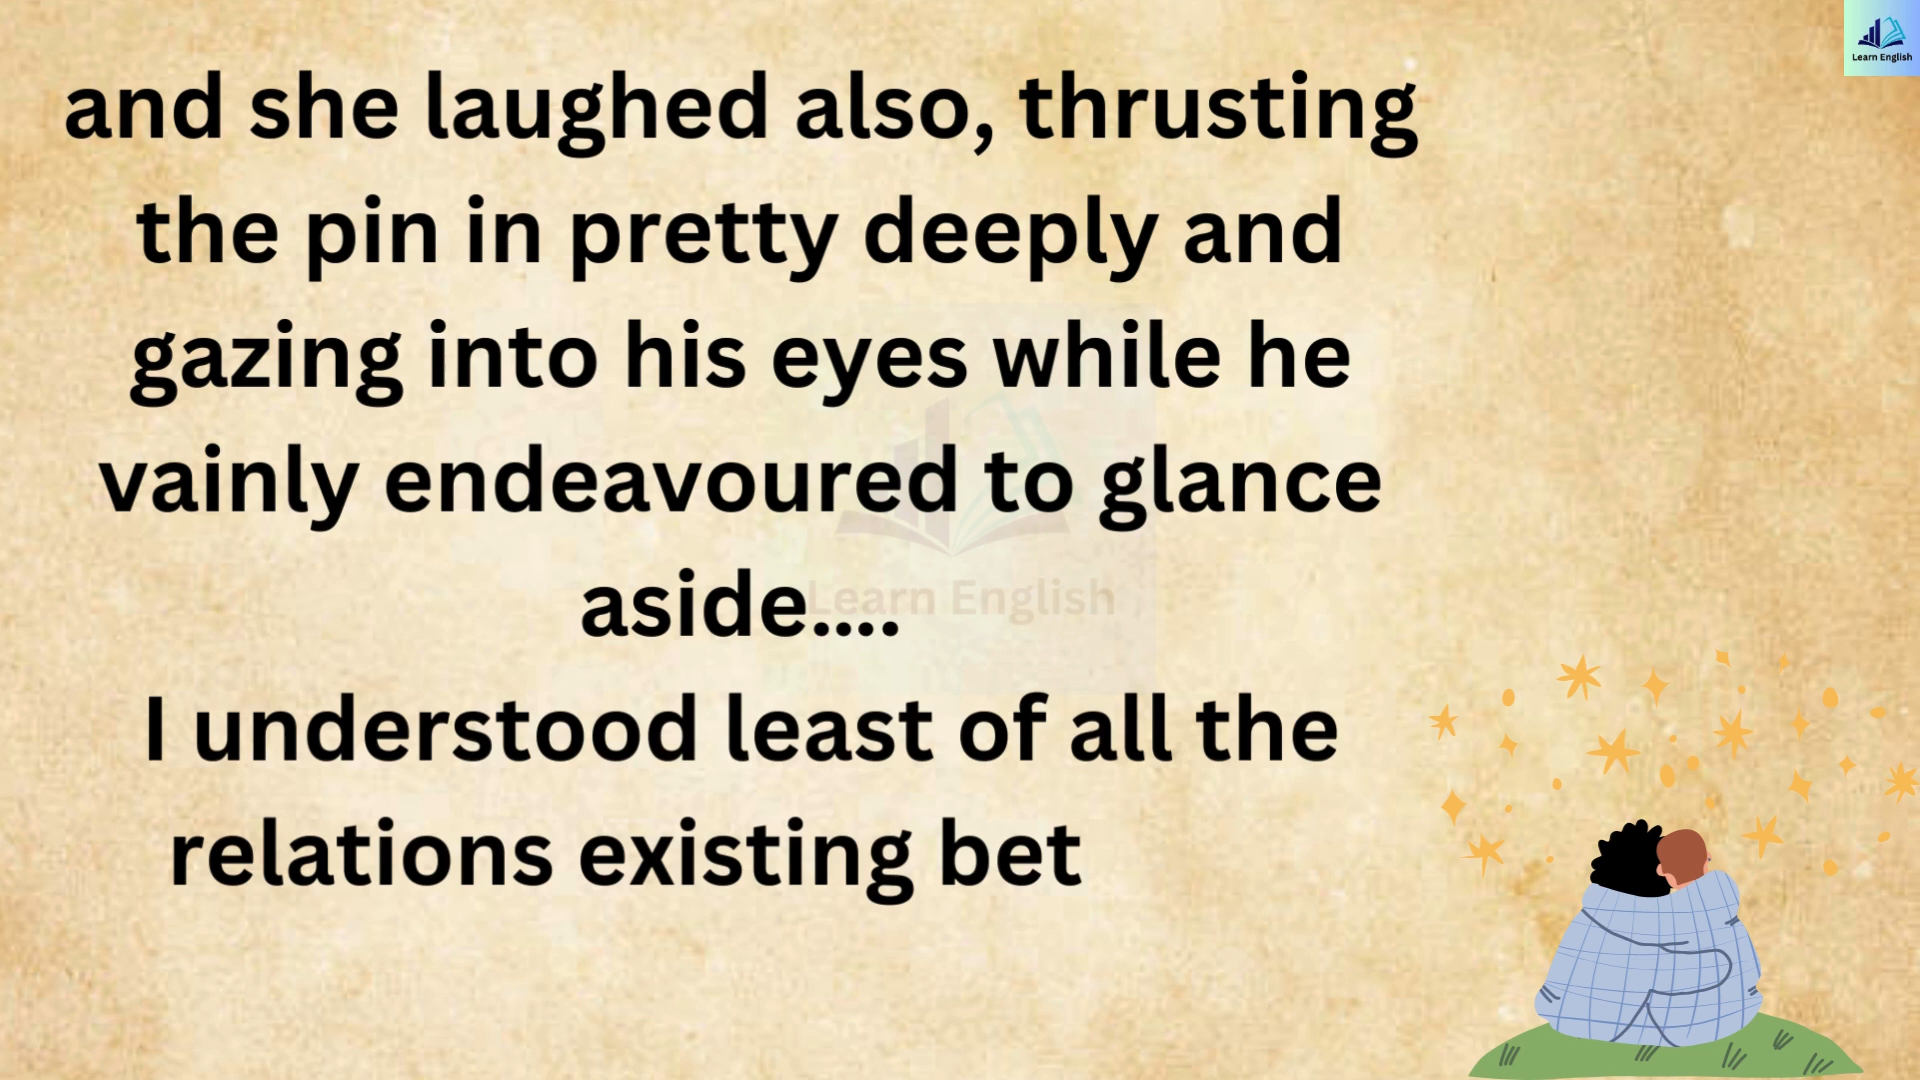 Learn English
and she laughed also, thrusting
the pin in pretty deeply and
gazing into his eyes while he
vainly endeavoured to glance
aside....
Learn English
I understood least of all the
relations existing bet